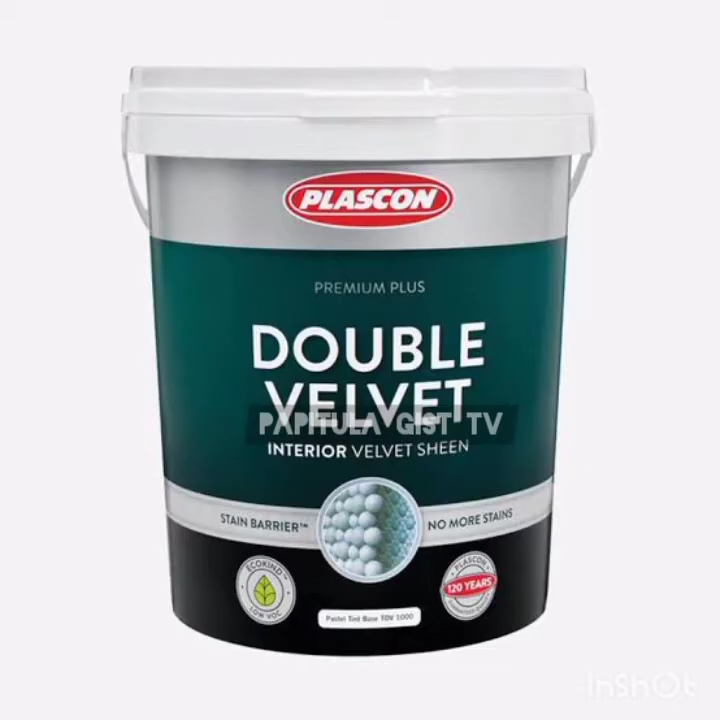 PLASCON
PREMIUM PLUS
DOUBLE
VELVET
PAPITULA GIST TV
INTERIOR VELVET SHEEN
STAIN BARRIER™
NO MORE STAINS
ECOKIND™
LOW VOC
PLASCON
120 YEARS
Pastel Tint Base TDV 1000
InShOt